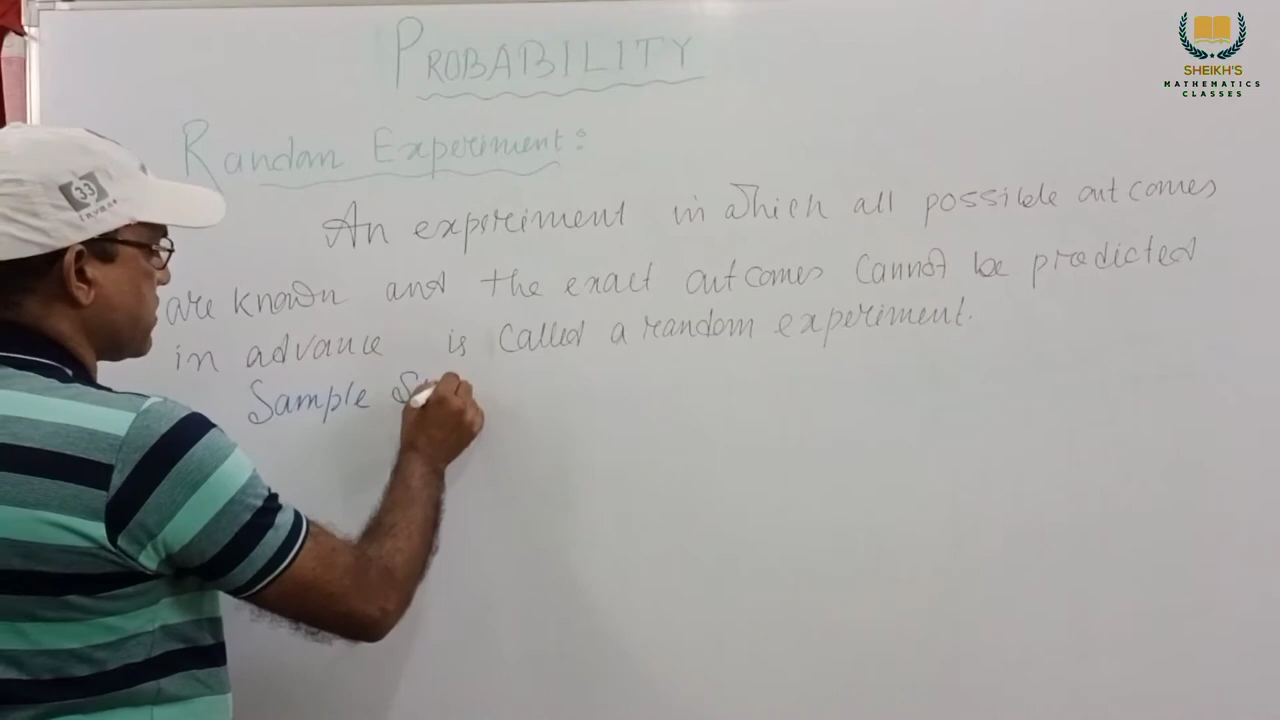 PROBABILITY
Random Experiment:
An experiment in which all possible outcomes
are known and the exact outcomes cannot be predicted
in advance is called a random experiment.
Sample S
33
SHEIKH'S
MATHEMATICS
CLASSES